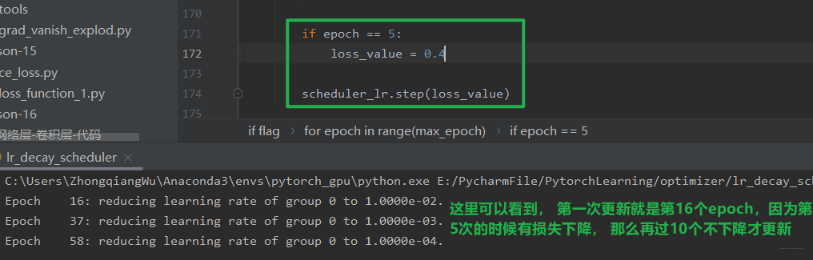 tools
grad_vanish_explod.py
son-15
ce_loss.py
loss_function_1.py
son-16
网络层-卷积层-代码
170
171 if epoch == 5:
172 loss_value = 0.4
173
174 scheduler_lr.step(loss_value)
175
if flag › for epoch in range(max_epoch) › if epoch == 5
lr_decay_scheduler ×
C:\Users\ZhongqiangWu\Anaconda3\envs\pytorch_gpu\python.exe E:/PycharmFile/PytorchLearning/optimizer/lr_decay_sc
Epoch 16: reducing learning rate of group 0 to 1.0000e-02.
Epoch 37: reducing learning rate of group 0 to 1.0000e-03.
Epoch 58: reducing learning rate of group 0 to 1.0000e-04.
这里可以看到， 第一次更新就是第16个epoch，因为第
5次的时候有损失下降， 那么再过10个不下降才更新